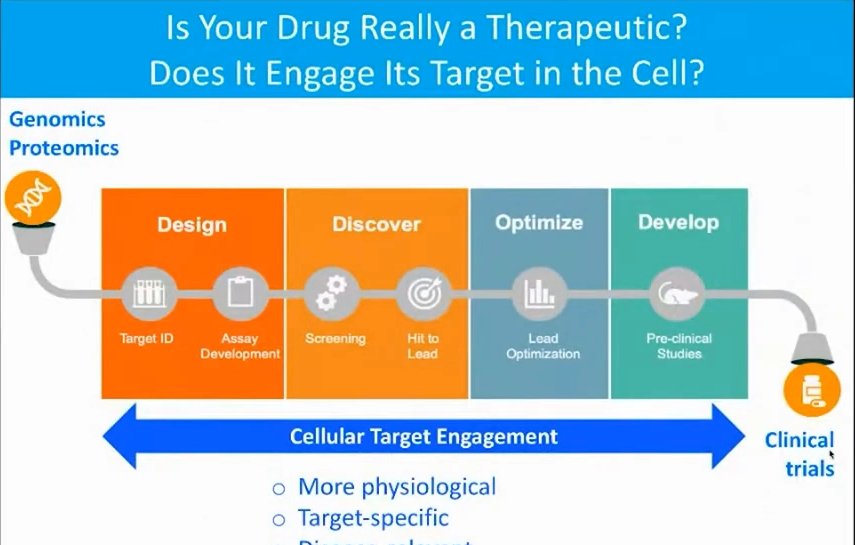 Is Your Drug Really a Therapeutic?
Does It Engage Its Target in the Cell?
Genomics
Proteomics
Design
Discover
Optimize
Develop
Target ID
Assay
Development
Screening
Hit to
Lead
Lead
Optimization
Pre-clinical
Studies
Cellular Target Engagement
Clinical
trials
o More physiological
o Target-specific